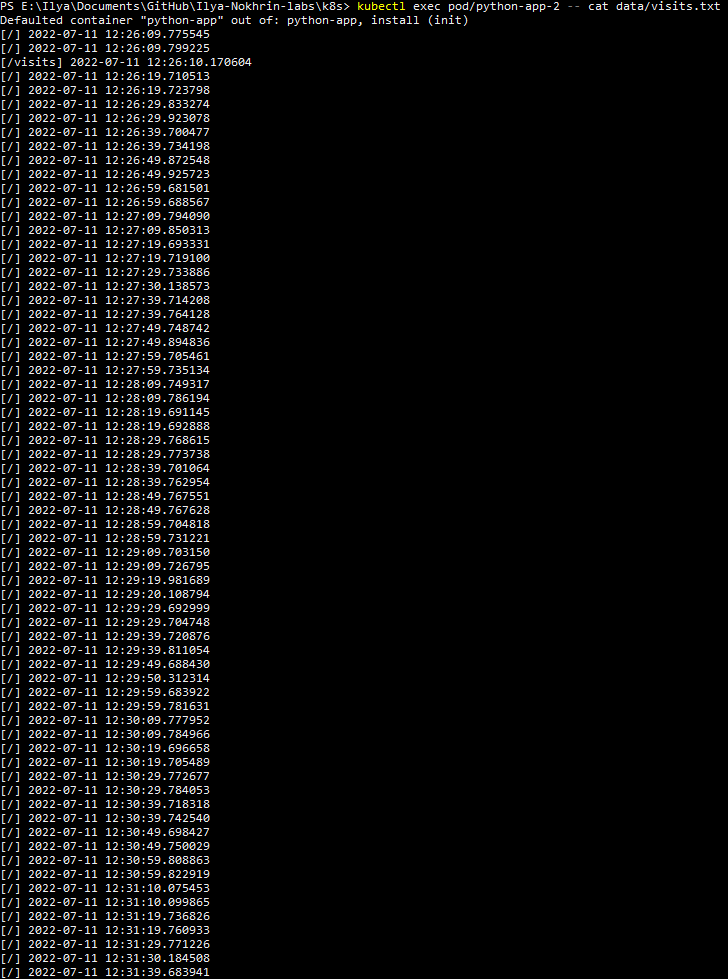 PS E:\Ilya\Documents\GitHub\Ilya-Nokhrin-labs\k8s> kubectl exec pod/python-app-2 -- cat data/visits.txt
Defaulted container "python-app" out of: python-app, install (init)
[/] 2022-07-11 12:26:09.775545
[/] 2022-07-11 12:26:09.799225
[/visits] 2022-07-11 12:26:10.170604
[/] 2022-07-11 12:26:19.710513
[/] 2022-07-11 12:26:19.723798
[/] 2022-07-11 12:26:29.833274
[/] 2022-07-11 12:26:29.923078
[/] 2022-07-11 12:26:39.700477
[/] 2022-07-11 12:26:39.734198
[/] 2022-07-11 12:26:49.872548
[/] 2022-07-11 12:26:49.925723
[/] 2022-07-11 12:26:59.681501
[/] 2022-07-11 12:26:59.688567
[/] 2022-07-11 12:27:09.794090
[/] 2022-07-11 12:27:09.850313
[/] 2022-07-11 12:27:19.693331
[/] 2022-07-11 12:27:19.719100
[/] 2022-07-11 12:27:29.733886
[/] 2022-07-11 12:27:30.138573
[/] 2022-07-11 12:27:39.714208
[/] 2022-07-11 12:27:39.764128
[/] 2022-07-11 12:27:49.748742
[/] 2022-07-11 12:27:49.894836
[/] 2022-07-11 12:27:59.705461
[/] 2022-07-11 12:27:59.735134
[/] 2022-07-11 12:28:09.749317
[/] 2022-07-11 12:28:09.786194
[/] 2022-07-11 12:28:19.691145
[/] 2022-07-11 12:28:19.692888
[/] 2022-07-11 12:28:29.768615
[/] 2022-07-11 12:28:29.773738
[/] 2022-07-11 12:28:39.701064
[/] 2022-07-11 12:28:39.762954
[/] 2022-07-11 12:28:49.767551
[/] 2022-07-11 12:28:49.767628
[/] 2022-07-11 12:28:59.704818
[/] 2022-07-11 12:28:59.731221
[/] 2022-07-11 12:29:09.703150
[/] 2022-07-11 12:29:09.726795
[/] 2022-07-11 12:29:19.981689
[/] 2022-07-11 12:29:20.108794
[/] 2022-07-11 12:29:29.692999
[/] 2022-07-11 12:29:29.704748
[/] 2022-07-11 12:29:39.720876
[/] 2022-07-11 12:29:39.811054
[/] 2022-07-11 12:29:49.688430
[/] 2022-07-11 12:29:50.312314
[/] 2022-07-11 12:29:59.683922
[/] 2022-07-11 12:29:59.781631
[/] 2022-07-11 12:30:09.777952
[/] 2022-07-11 12:30:09.784966
[/] 2022-07-11 12:30:19.696658
[/] 2022-07-11 12:30:19.705489
[/] 2022-07-11 12:30:29.772677
[/] 2022-07-11 12:30:29.784053
[/] 2022-07-11 12:30:39.718318
[/] 2022-07-11 12:30:39.742540
[/] 2022-07-11 12:30:49.698427
[/] 2022-07-11 12:30:49.750029
[/] 2022-07-11 12:30:59.808863
[/] 2022-07-11 12:30:59.822919
[/] 2022-07-11 12:31:10.075453
[/] 2022-07-11 12:31:10.099865
[/] 2022-07-11 12:31:19.736826
[/] 2022-07-11 12:31:19.760933
[/] 2022-07-11 12:31:29.771226
[/] 2022-07-11 12:31:30.184508
[/] 2022-07-11 12:31:39.683941